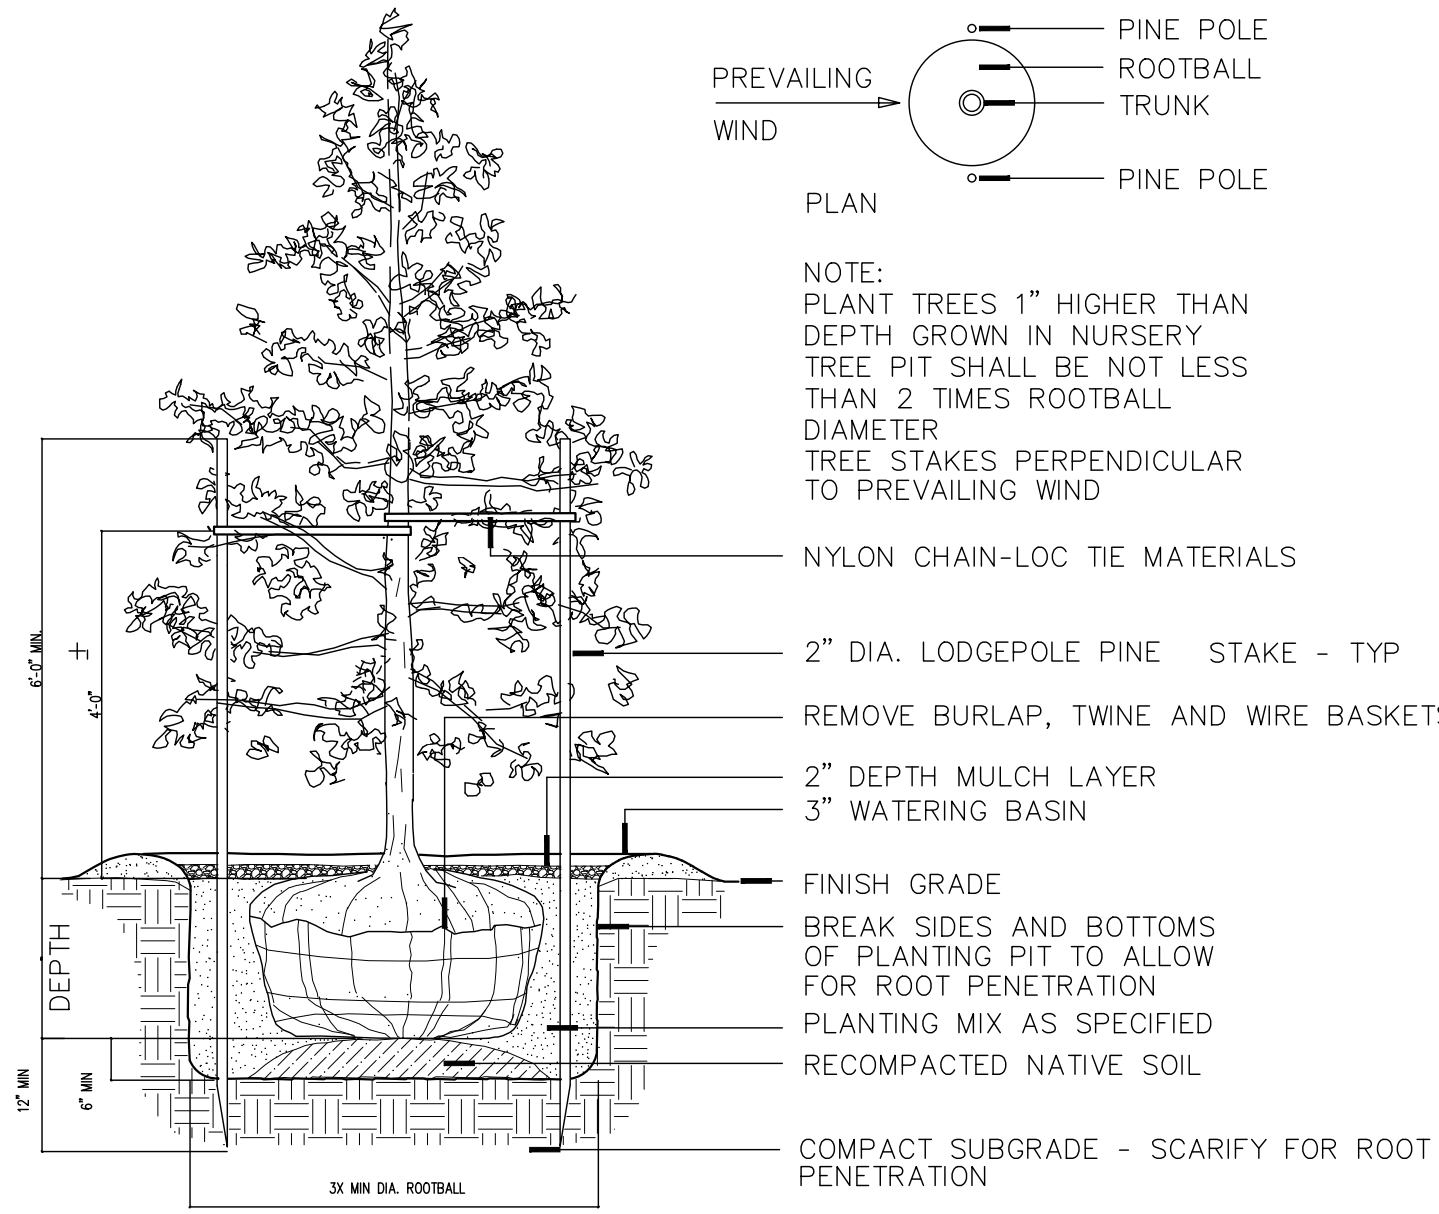 PINE POLE
ROOTBALL
TRUNK
PINE POLE
PREVAILING
WIND
PLAN
NOTE:
PLANT TREES 1" HIGHER THAN
DEPTH GROWN IN NURSERY
TREE PIT SHALL BE NOT LESS
THAN 2 TIMES ROOTBALL
DIAMETER
TREE STAKES PERPENDICULAR
TO PREVAILING WIND
NYLON CHAIN-LOC TIE MATERIALS
2" DIA. LODGEPOLE PINE STAKE - TYP
REMOVE BURLAP, TWINE AND WIRE BASKETS
2" DEPTH MULCH LAYER
3" WATERING BASIN
FINISH GRADE
BREAK SIDES AND BOTTOMS
OF PLANTING PIT TO ALLOW
FOR ROOT PENETRATION
PLANTING MIX AS SPECIFIED
RECOMPACTED NATIVE SOIL
COMPACT SUBGRADE - SCARIFY FOR ROOT
PENETRATION
6'-0" MIN.
4'-0" ±
DEPTH
12" MIN
6" MIN
3X MIN DIA. ROOTBALL